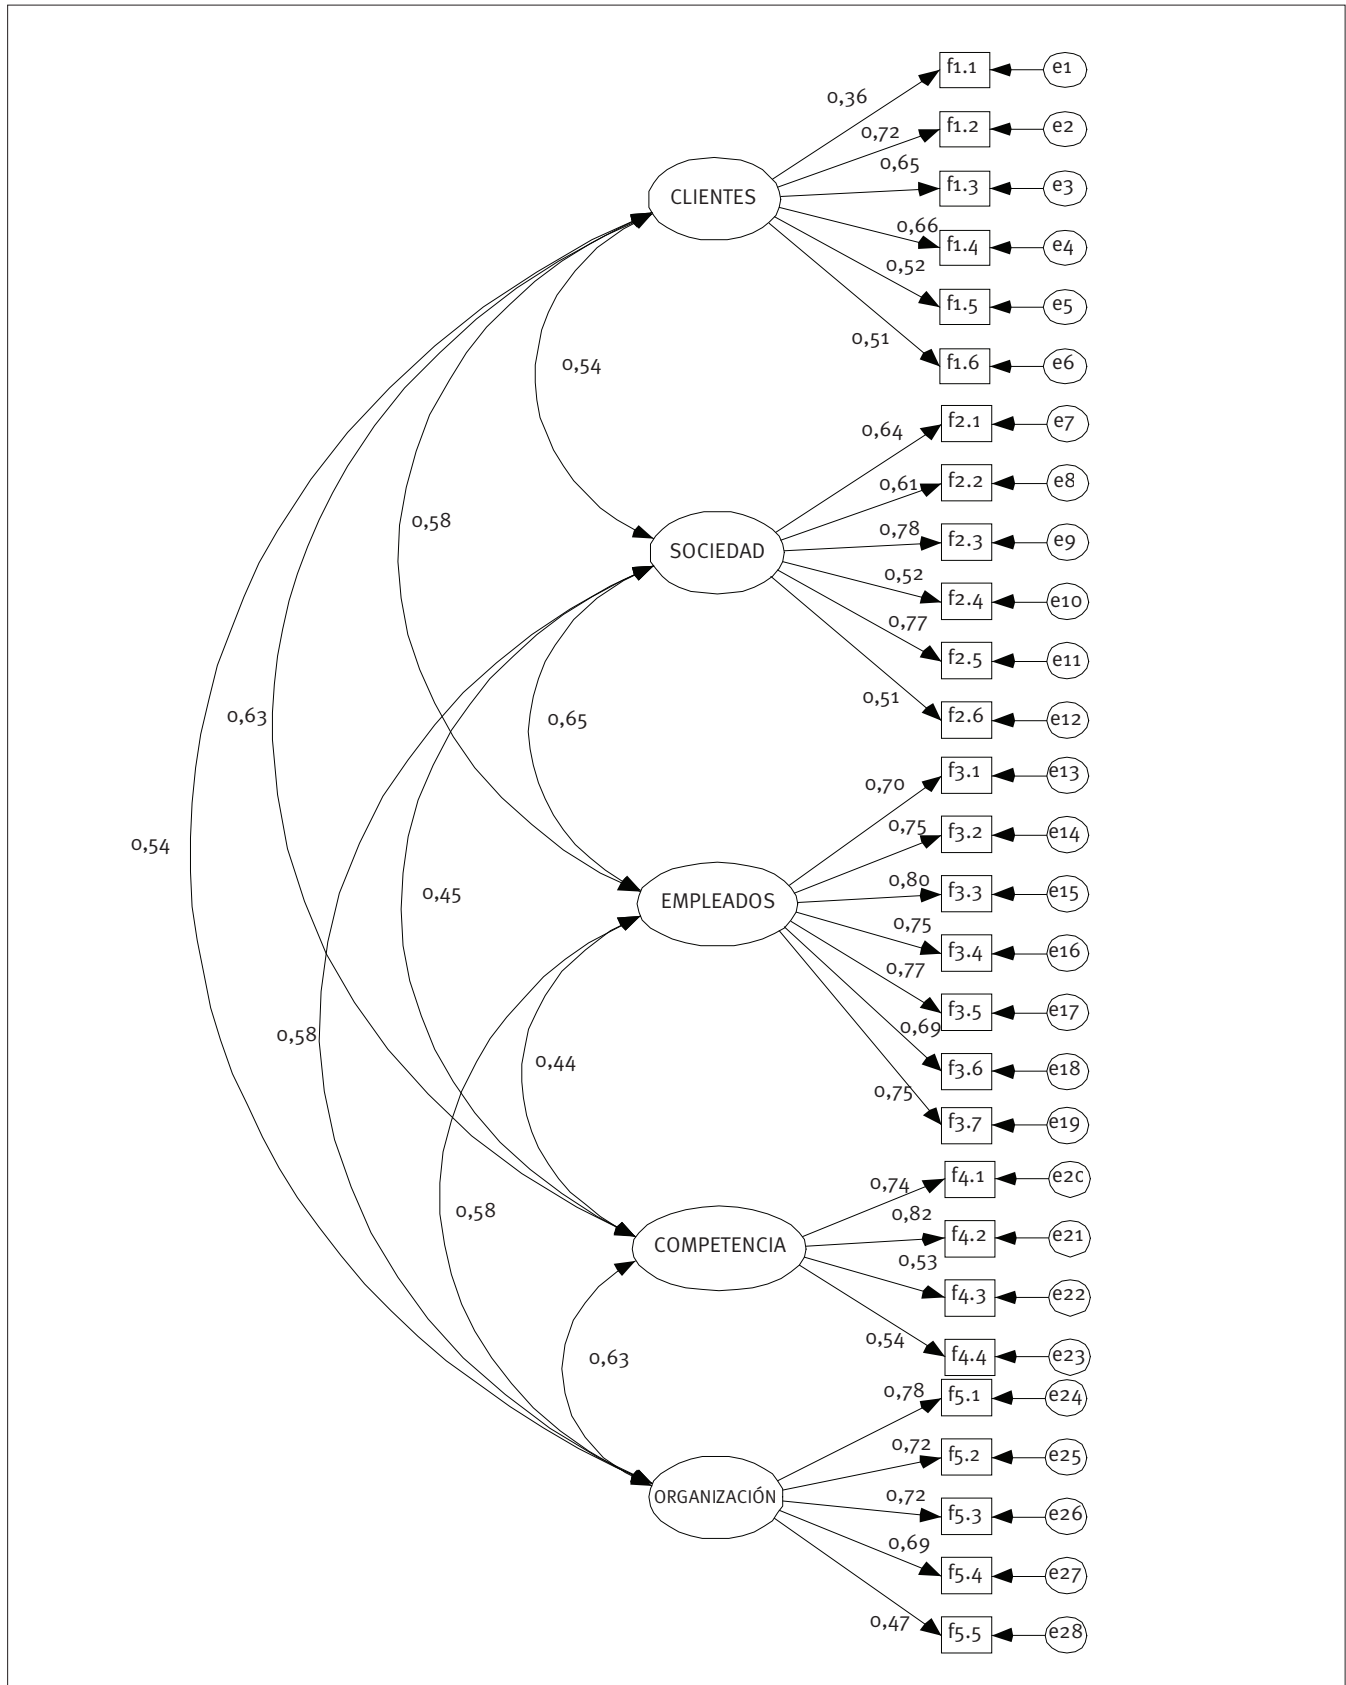 f1.1 e1
0,36
f1.2 e2
0,72
0,65
f1.3 e3
CLIENTES
0,66
f1.4 e4
0,52
f1.5 e5
0,51
f1.6 e6
0,54
f2.1 e7
0,64
0,61
f2.2 e8
0,58
0,78
f2.3 e9
SOCIEDAD
0,52
f2.4 e10
0,77
f2.5 e11
0,51
f2.6 e12
0,63
0,65
f3.1 e13
0,70
0,75
f3.2 e14
0,54
0,80
f3.3 e15
0,45
EMPLEADOS
0,75
f3.4 e16
0,77
f3.5 e17
0,69
0,58
0,44
f3.6 e18
0,75
f3.7 e19
f4.1 e2c
0,74
0,58
0,82
f4.2 e21
COMPETENCIA
0,53
f4.3 e22
0,54
f4.4 e23
0,63
0,78
f5.1 e24
0,72
f5.2 e25
0,72
ORGANIZACIÓN
f5.3 e26
0,69
f5.4 e27
0,47
f5.5 e28